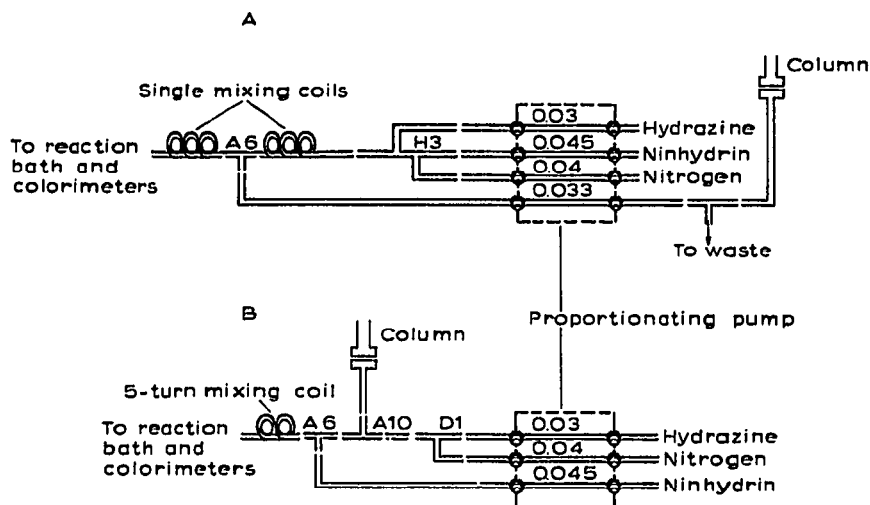 A
Column
Single mixing coils
0.03
Hydrazine
To reaction
bath and
colorimeters
A6
H3
0.045
Ninhydrin
0.04
Nitrogen
0.033
To waste
B
Proportionating pump
Column
5-turn mixing coil
To reaction
bath and
colorimeters
A6
A10
D1
0.03
Hydrazine
0.04
Nitrogen
0.045
Ninhydrin